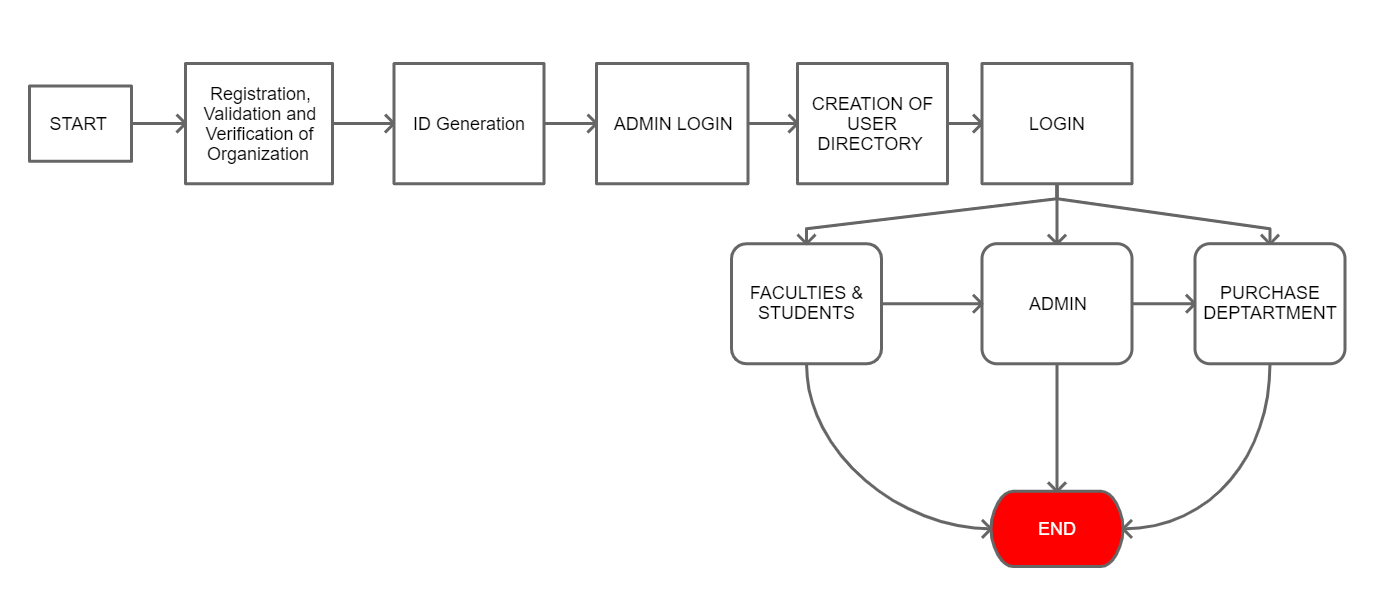 START
Registration,
Validation and
Verification of
Organization
ID Generation
ADMIN LOGIN
CREATION OF
USER
DIRECTORY
LOGIN
FACULTIES &
STUDENTS
ADMIN
PURCHASE
DEPTARTMENT
END